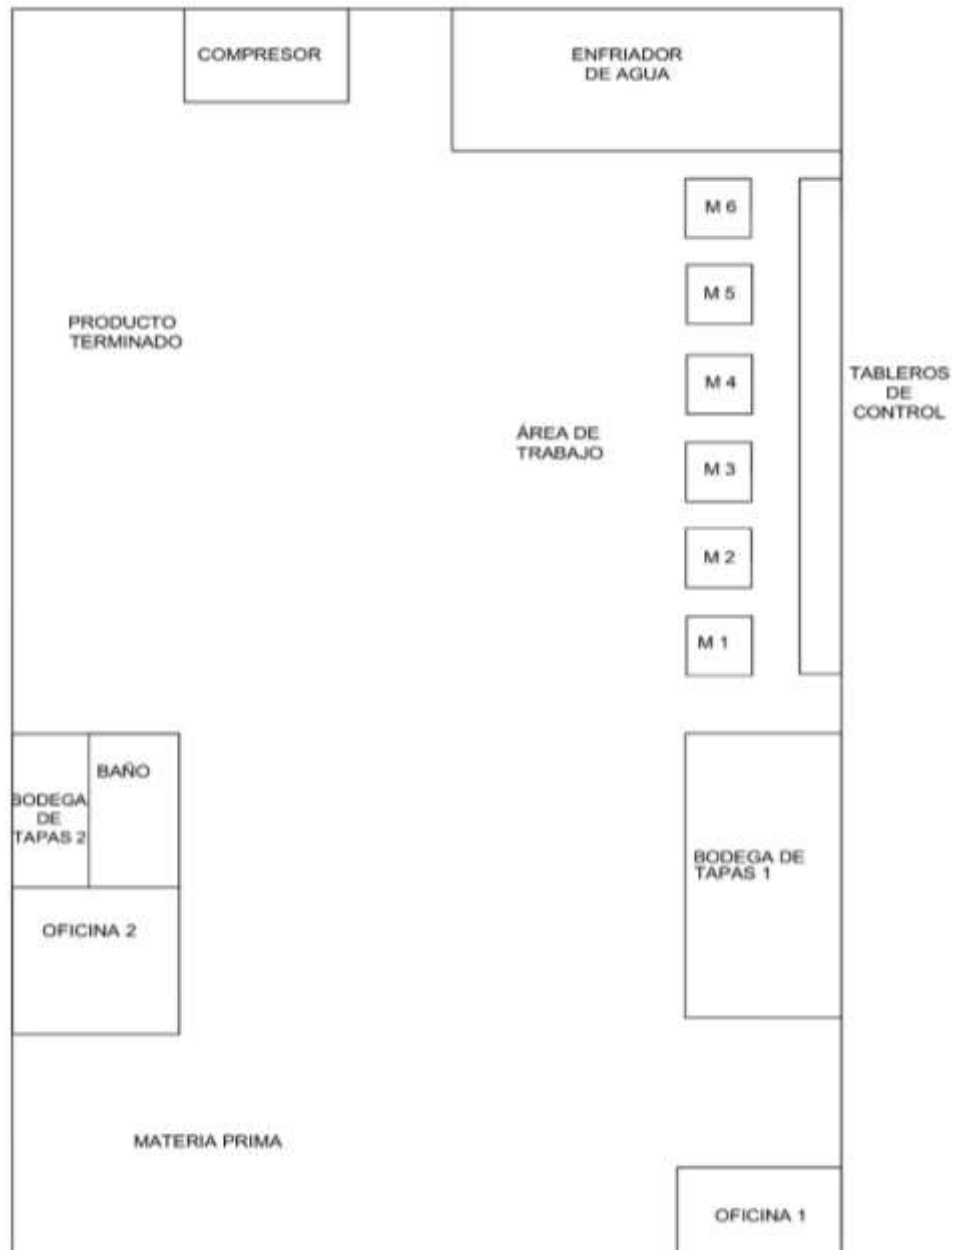 COMPRESOR
ENFRIADOR
DE AGUA
M 6
M 5
PRODUCTO
TERMINADO
M 4
TABLEROS
DE
CONTROL
ÁREA DE
TRABAJO
M 3
M 2
M 1
BAÑO
BODEGA
DE
TAPAS 2
BODEGA DE
TAPAS 1
OFICINA 2
MATERIA PRIMA
OFICINA 1